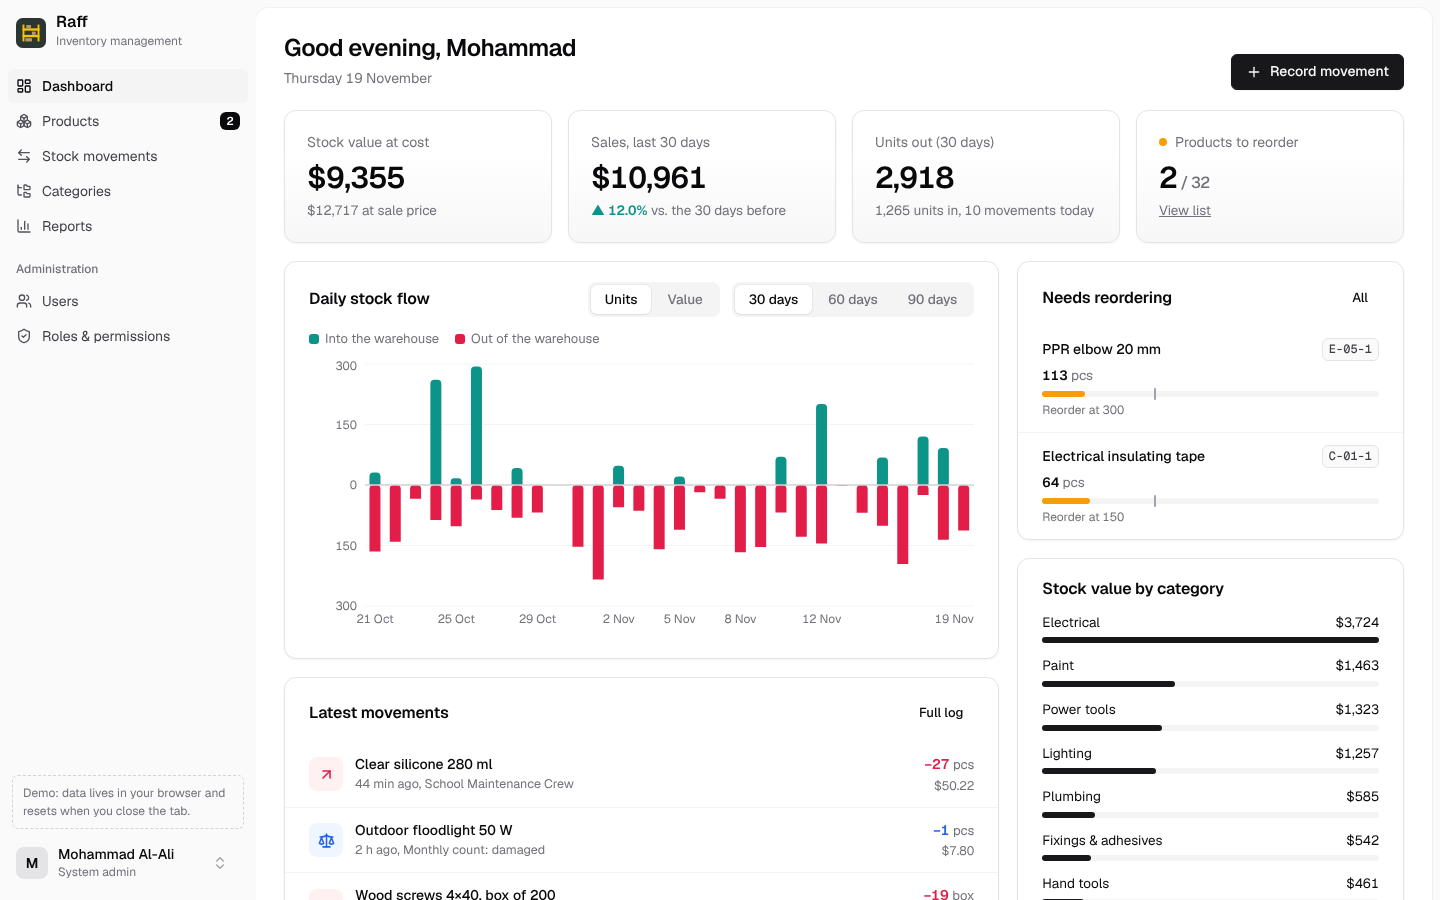 Raff
Inventory management
Dashboard
Products 2
Stock movements
Categories
Reports
Administration
Users
Roles & permissions
Demo: data lives in your browser and
resets when you close the tab.
M
Mohammad Al-Ali
System admin
Good evening, Mohammad
Thursday 19 November
Record movement
Stock value at cost
$9,355
$12,717 at sale price
Sales, last 30 days
$10,961
▲ 12.0% vs. the 30 days before
Units out (30 days)
2,918
1,265 units in, 10 movements today
Products to reorder
2 / 32
View list
Daily stock flow
Units Value
30 days 60 days 90 days
Into the warehouse Out of the warehouse
300
150
0
150
300
21 Oct 25 Oct 29 Oct 2 Nov 5 Nov 8 Nov 12 Nov 19 Nov
Needs reordering All
PPR elbow 20 mm E-05-1
113 pcs
Reorder at 300
Electrical insulating tape C-01-1
64 pcs
Reorder at 150
Stock value by category
Electrical $3,724
Paint $1,463
Power tools $1,323
Lighting $1,257
Plumbing $585
Fixings & adhesives $542
Hand tools $461
Latest movements Full log
Clear silicone 280 ml −27 pcs
44 min ago, School Maintenance Crew $50.22
Outdoor floodlight 50 W −1 pcs
2 h ago, Monthly count: damaged $7.80
Wood screws 4×40, box of 200 −19 box